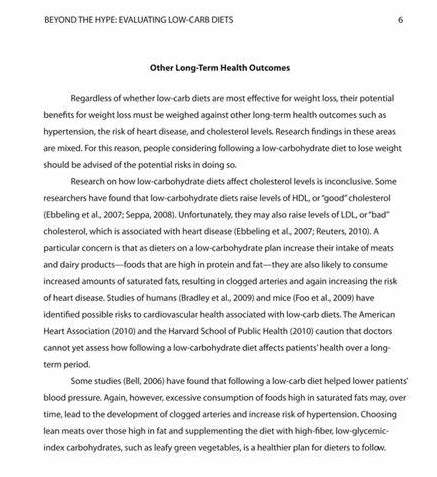 BEYOND THE HYPE: EVALUATING LOW-CARB DIETS 6
Other Long-Term Health Outcomes
Regardless of whether low-carb diets are most effective for weight loss, their potential
benefits for weight loss must be weighed against other long-term health outcomes such as
hypertension, the risk of heart disease, and cholesterol levels. Research findings in these areas
are mixed. For this reason, people considering following a low-carbohydrate diet to lose weight
should be advised of the potential risks in doing so.
Research on how low-carbohydrate diets affect cholesterol levels is inconclusive. Some
researchers have found that low-carbohydrate diets raise levels of HDL, or “good” cholesterol
(Ebbeling et al., 2007; Seppa, 2008). Unfortunately, they may also raise levels of LDL, or “bad”
cholesterol, which is associated with heart disease (Ebbeling et al., 2007; Reuters, 2010). A
particular concern is that as dieters on a low-carbohydrate plan increase their intake of meats
and dairy products—foods that are high in protein and fat—they are also likely to consume
increased amounts of saturated fats, resulting in clogged arteries and again increasing the risk
of heart disease. Studies of humans (Bradley et al., 2009) and mice (Foo et al., 2009) have
identified possible risks to cardiovascular health associated with low-carb diets. The American
Heart Association (2010) and the Harvard School of Public Health (2010) caution that doctors
cannot yet assess how following a low-carbohydrate diet affects patients’ health over a long-
term period.
Some studies (Bell, 2006) have found that following a low-carb diet helped lower patients’
blood pressure. Again, however, excessive consumption of foods high in saturated fats may, over
time, lead to the development of clogged arteries and increase risk of hypertension. Choosing
lean meats over those high in fat and supplementing the diet with high-fiber, low-glycemic-
index carbohydrates, such as leafy green vegetables, is a healthier plan for dieters to follow.